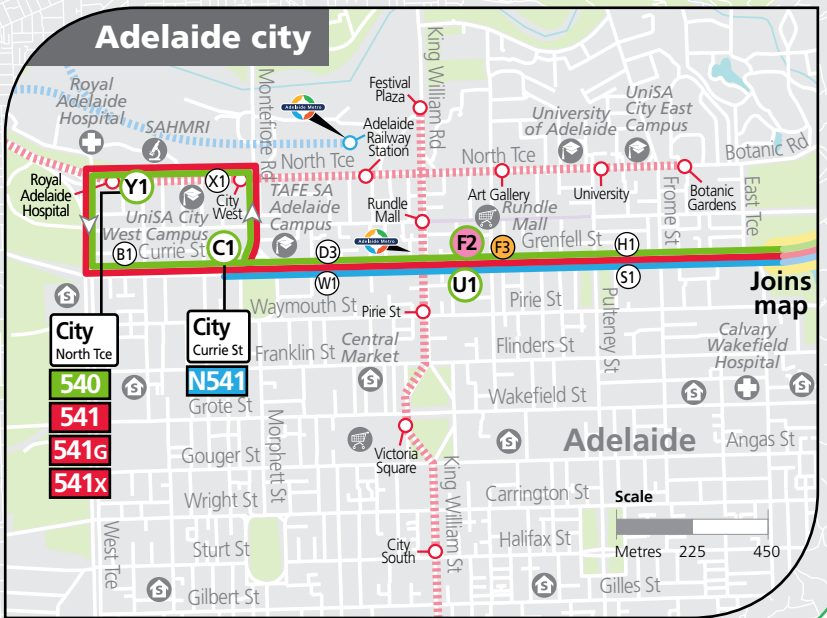 Adelaide city
Royal
Adelaide
Hospital
SAHMRI
Montefiore Rd
Adelaide Metro
Festival
Plaza
King William Rd
Adelaide
Railway
Station
University
of Adelaide
UniSA
City East
Campus
Botanic Rd
North Tce
North Tce
Royal
Adelaide
Hospital
Y1
X1
City
West
UniSA City
West Campus
TAFE SA
Adelaide
Campus
Rundle
Mall
Art Gallery
Rundle
Mall
University
Frome St
Botanic
Gardens
East Tce
B1
Currie St
C1
D3
Adelaide Metro
F2
F3
Grenfell St
H1
W1
U1
S1
Joins
map
Waymouth St
Pirie St
Pirie St
Pulteney St
City
North Tce
540
541
541G
541X
City
Currie St
N541
Franklin St
Central
Market
Flinders St
Calvary
Wakefield
Hospital
Grote St
Wakefield St
Morphett St
Gouger St
Victoria
Square
King William St
Adelaide
Angas St
Wright St
Carrington St
Scale
Metres 225 450
West Tce
Sturt St
City
South
Halifax St
Gilbert St
Gilles St
S
S
S
S
S
S
S
S